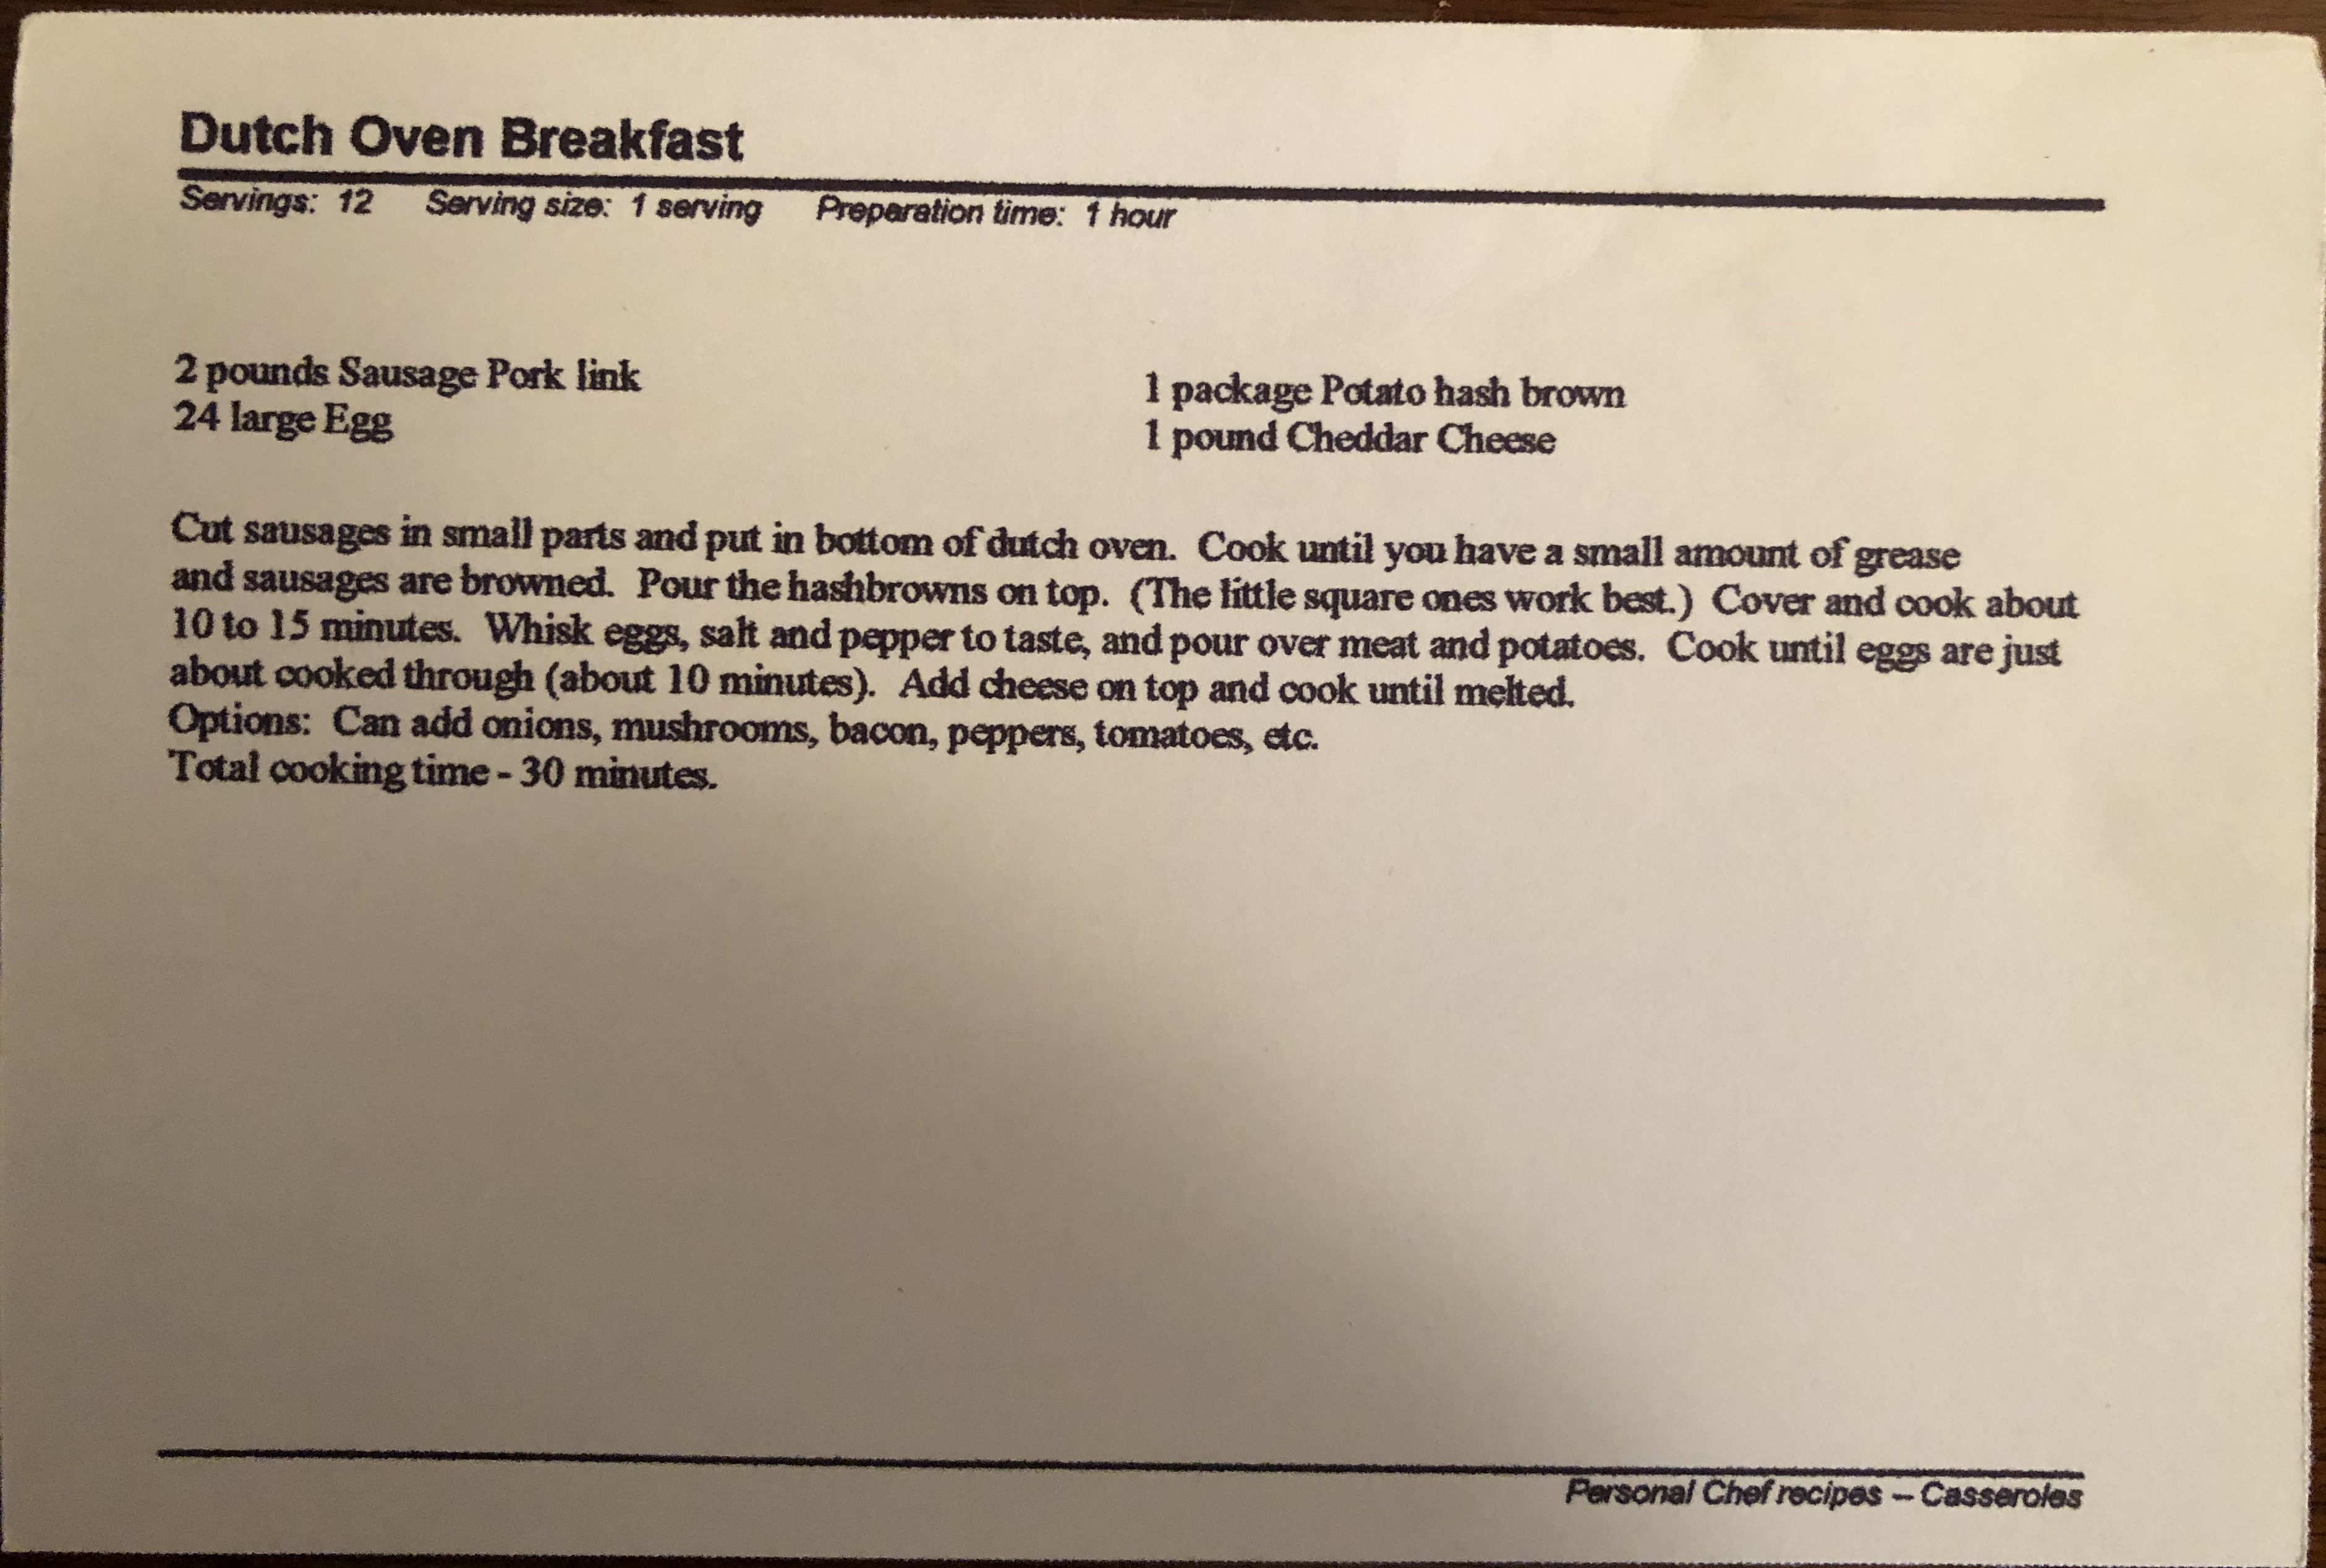 Dutch Oven Breakfast
Servings: 12 Serving size: 1 serving Preparation time: 1 hour
2 pounds Sausage Pork link
24 large Egg
1 package Potato hash brown
1 pound Cheddar Cheese
Cut sausages in small parts and put in bottom of dutch oven. Cook until you have a small amount of grease
and sausages are browned. Pour the hashbrowns on top. (The little square ones work best.) Cover and cook about
10 to 15 minutes. Whisk eggs, salt and pepper to taste, and pour over meat and potatoes. Cook until eggs are just
about cooked through (about 10 minutes). Add cheese on top and cook until melted.
Options: Can add onions, mushrooms, bacon, peppers, tomatoes, etc.
Total cooking time - 30 minutes.
Personal Chef recipes – Casseroles